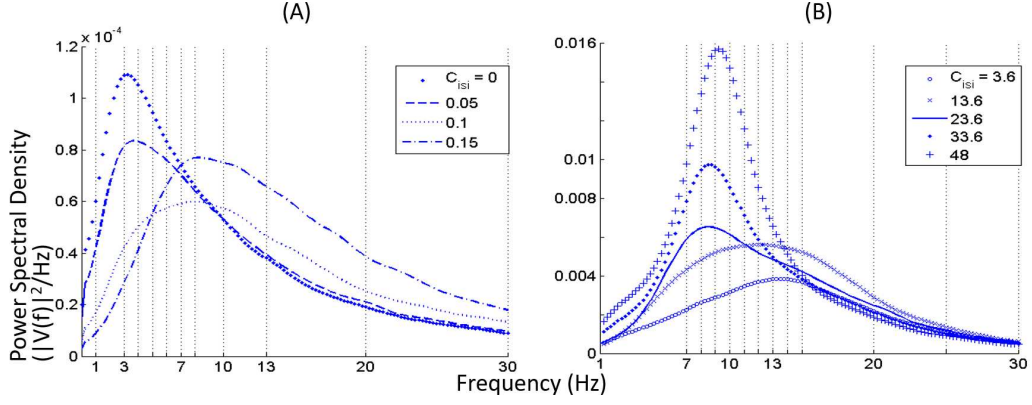 (A)
(B)
× 10⁻⁴
1.2
1
0.8
0.6
0.4
0.2
0
1 3 7 10 13 20 30
C_isi = 0
0.05
0.1
0.15
Power Spectral Density
(|V(f)|²/Hz)
0.016
0.01
0.006
0.004
0
1 7 10 13 20 30
C_isi = 3.6
13.6
23.6
33.6
48
Frequency (Hz)